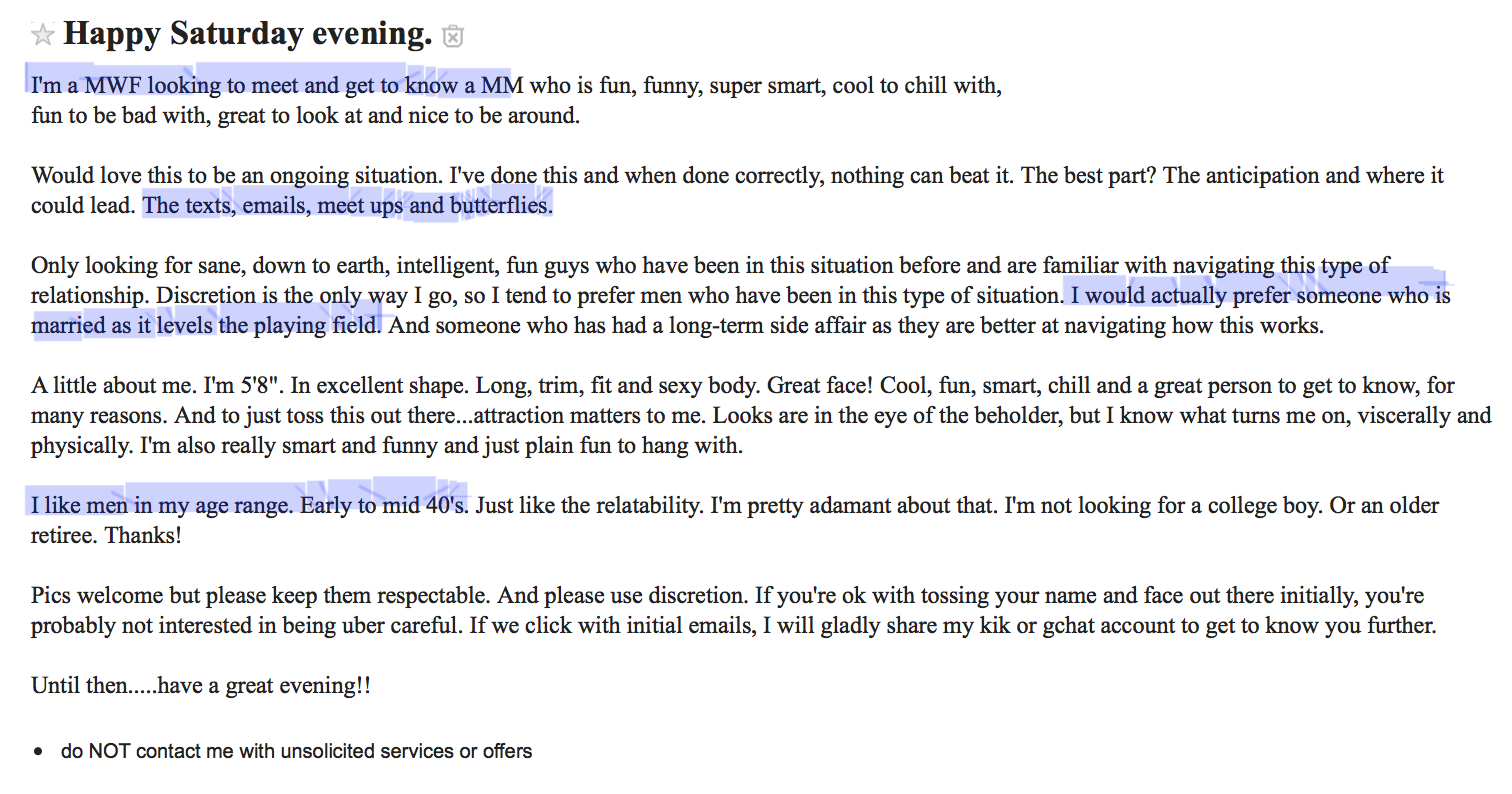 Happy Saturday evening.
I'm a MWF looking to meet and get to know a MM who is fun, funny, super smart, cool to chill with,
fun to be bad with, great to look at and nice to be around.
Would love this to be an ongoing situation. I've done this and when done correctly, nothing can beat it. The best part? The anticipation and where it
could lead. The texts, emails, meet ups and butterflies.
Only looking for sane, down to earth, intelligent, fun guys who have been in this situation before and are familiar with navigating this type of
relationship. Discretion is the only way I go, so I tend to prefer men who have been in this type of situation. I would actually prefer someone who is
married as it levels the playing field. And someone who has had a long-term side affair as they are better at navigating how this works.
A little about me. I'm 5'8". In excellent shape. Long, trim, fit and sexy body. Great face! Cool, fun, smart, chill and a great person to get to know, for
many reasons. And to just toss this out there...attraction matters to me. Looks are in the eye of the beholder, but I know what turns me on, viscerally and
physically. I'm also really smart and funny and just plain fun to hang with.
I like men in my age range. Early to mid 40's. Just like the relatability. I'm pretty adamant about that. I'm not looking for a college boy. Or an older
retiree. Thanks!
Pics welcome but please keep them respectable. And please use discretion. If you're ok with tossing your name and face out there initially, you're
probably not interested in being uber careful. If we click with initial emails, I will gladly share my kik or gchat account to get to know you further.
Until then.....have a great evening!!
• do NOT contact me with unsolicited services or offers